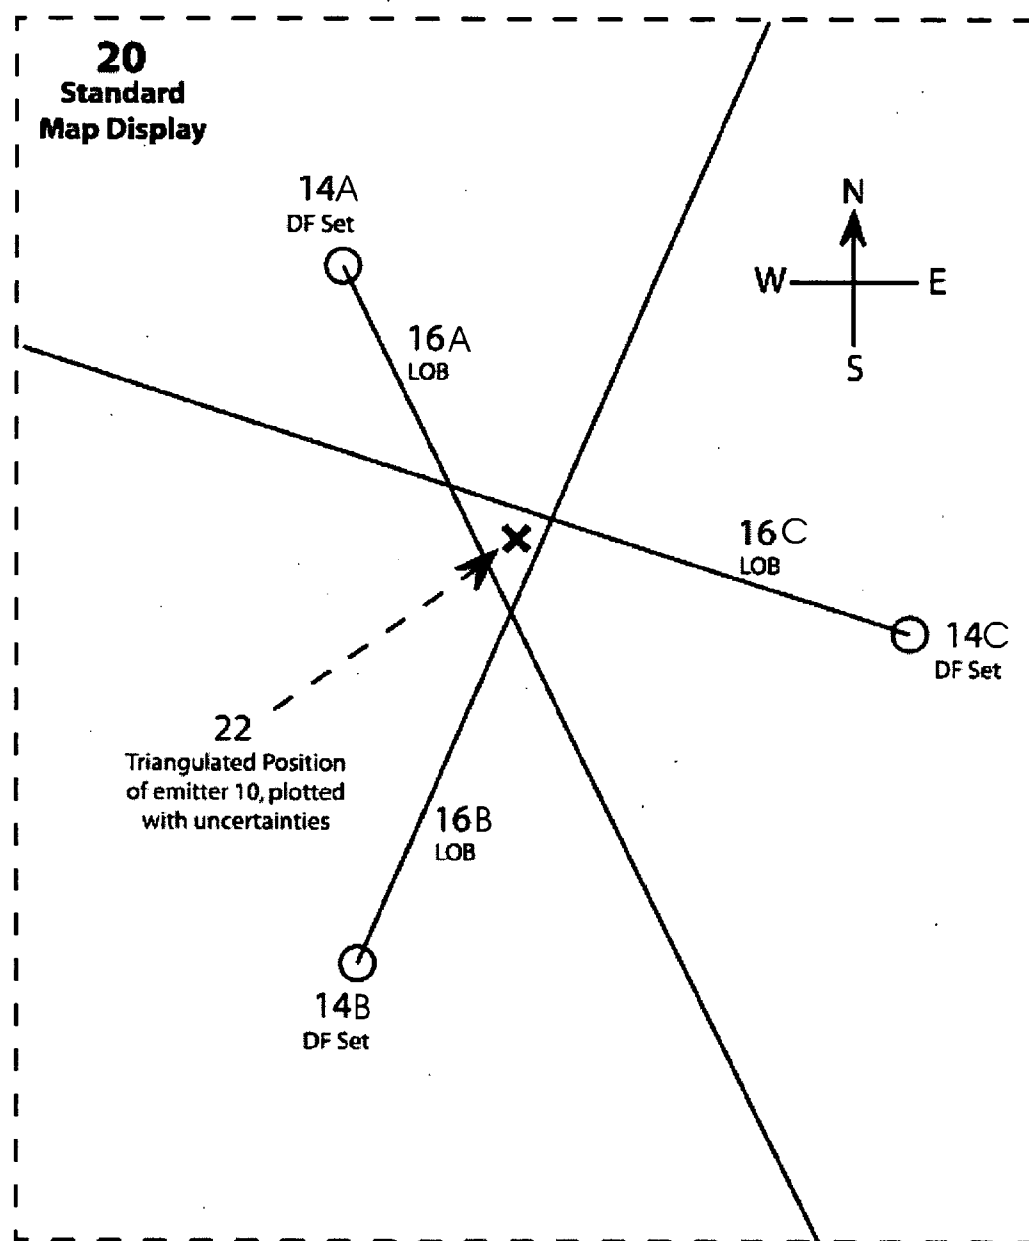 20
Standard
Map Display
14A
DF Set
N
W
E
S
16A
LOB
16C
LOB
14C
DF Set
22
Triangulated Position
of emitter 10, plotted
with uncertainties
16B
LOB
14B
DF Set